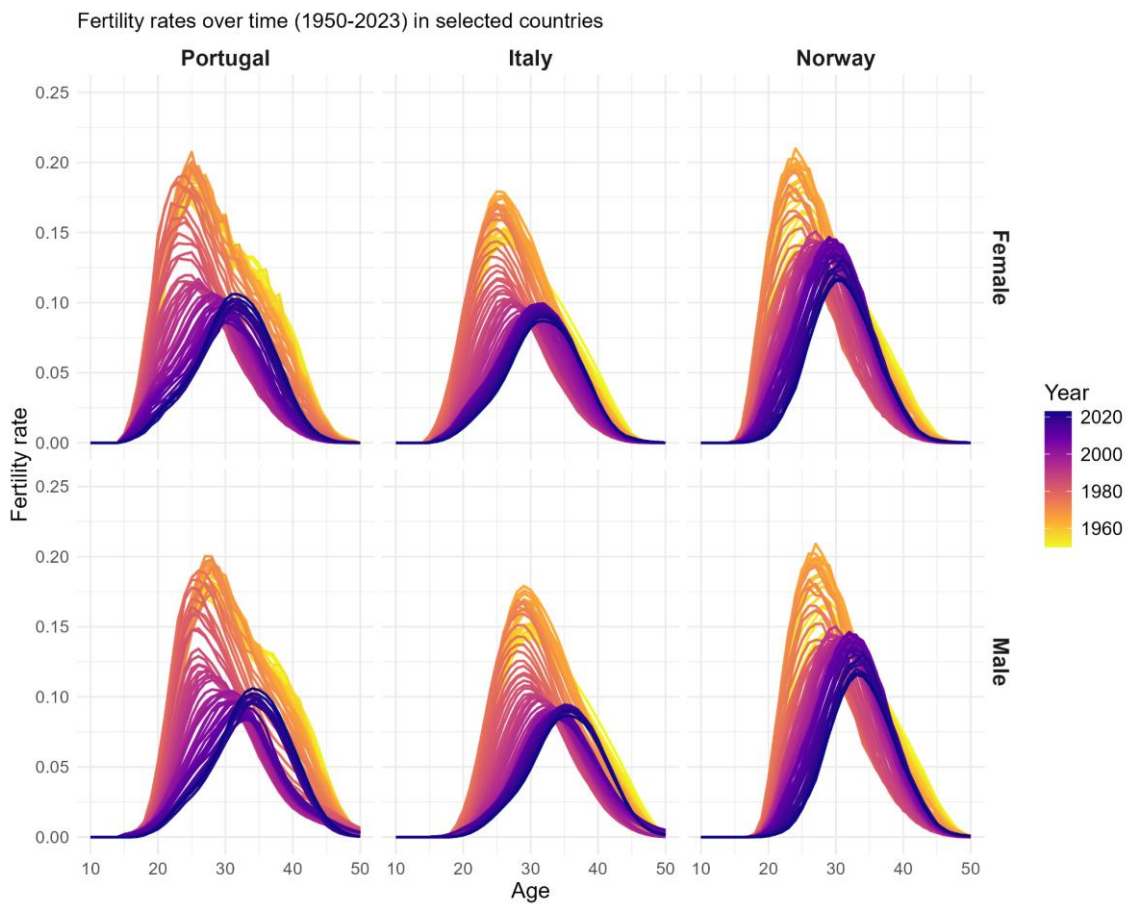 Fertility rates over time (1950-2023) in selected countries
Portugal
Italy
Norway
0.25
0.20
0.15
0.10
0.05
0.00
Female
0.25
0.20
0.15
0.10
0.05
0.00
Male
Fertility rate
10 20 30 40 50
10 20 30 40 50
10 20 30 40 50
Age
Year
2020
2000
1980
1960